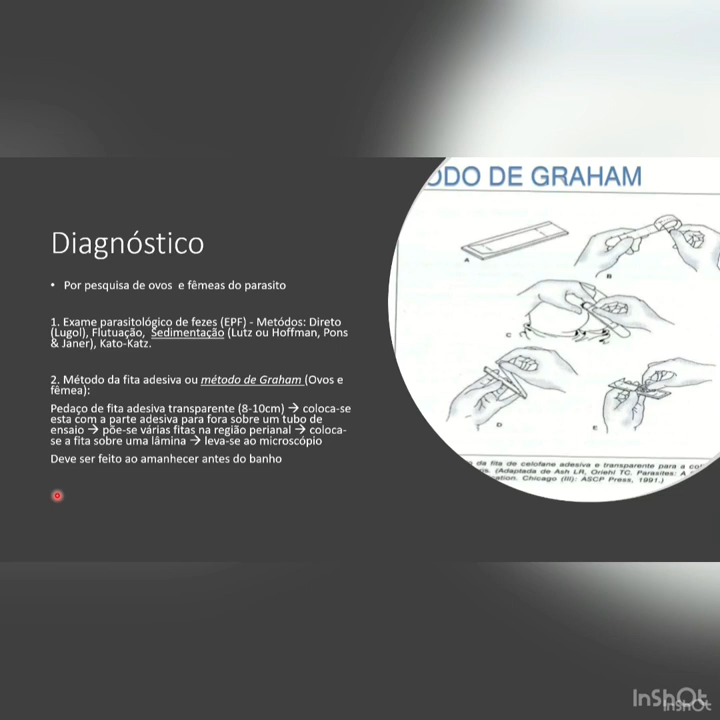 ODO DE GRAHAM
Diagnóstico
• Por pesquisa de ovos e fêmeas do parasito
1. Exame parasitológico de fezes (EPF) - Metódos: Direto
(Lugol), Flutuação, Sedimentação (Lutz ou Hoffman, Pons
& Janer), Kato-Katz.
2. Método da fita adesiva ou método de Graham (Ovos e
fêmea):
Pedaço de fita adesiva transparente (8-10cm) → coloca-se
esta com a parte adesiva para fora sobre um tubo de
ensaio → põe-se várias fitas na região perianal → coloca-
se a fita sobre uma lâmina → leva-se ao microscópio
Deve ser feito ao amanhecer antes do banho
A
B
C
D
E
da fita de celofane adesiva e transparente para a
(Adaptada de Ash LR, Oriehl TC. Parasites: A
Chicago (III): ASCP Press, 1991.)
InShOt
InShOt